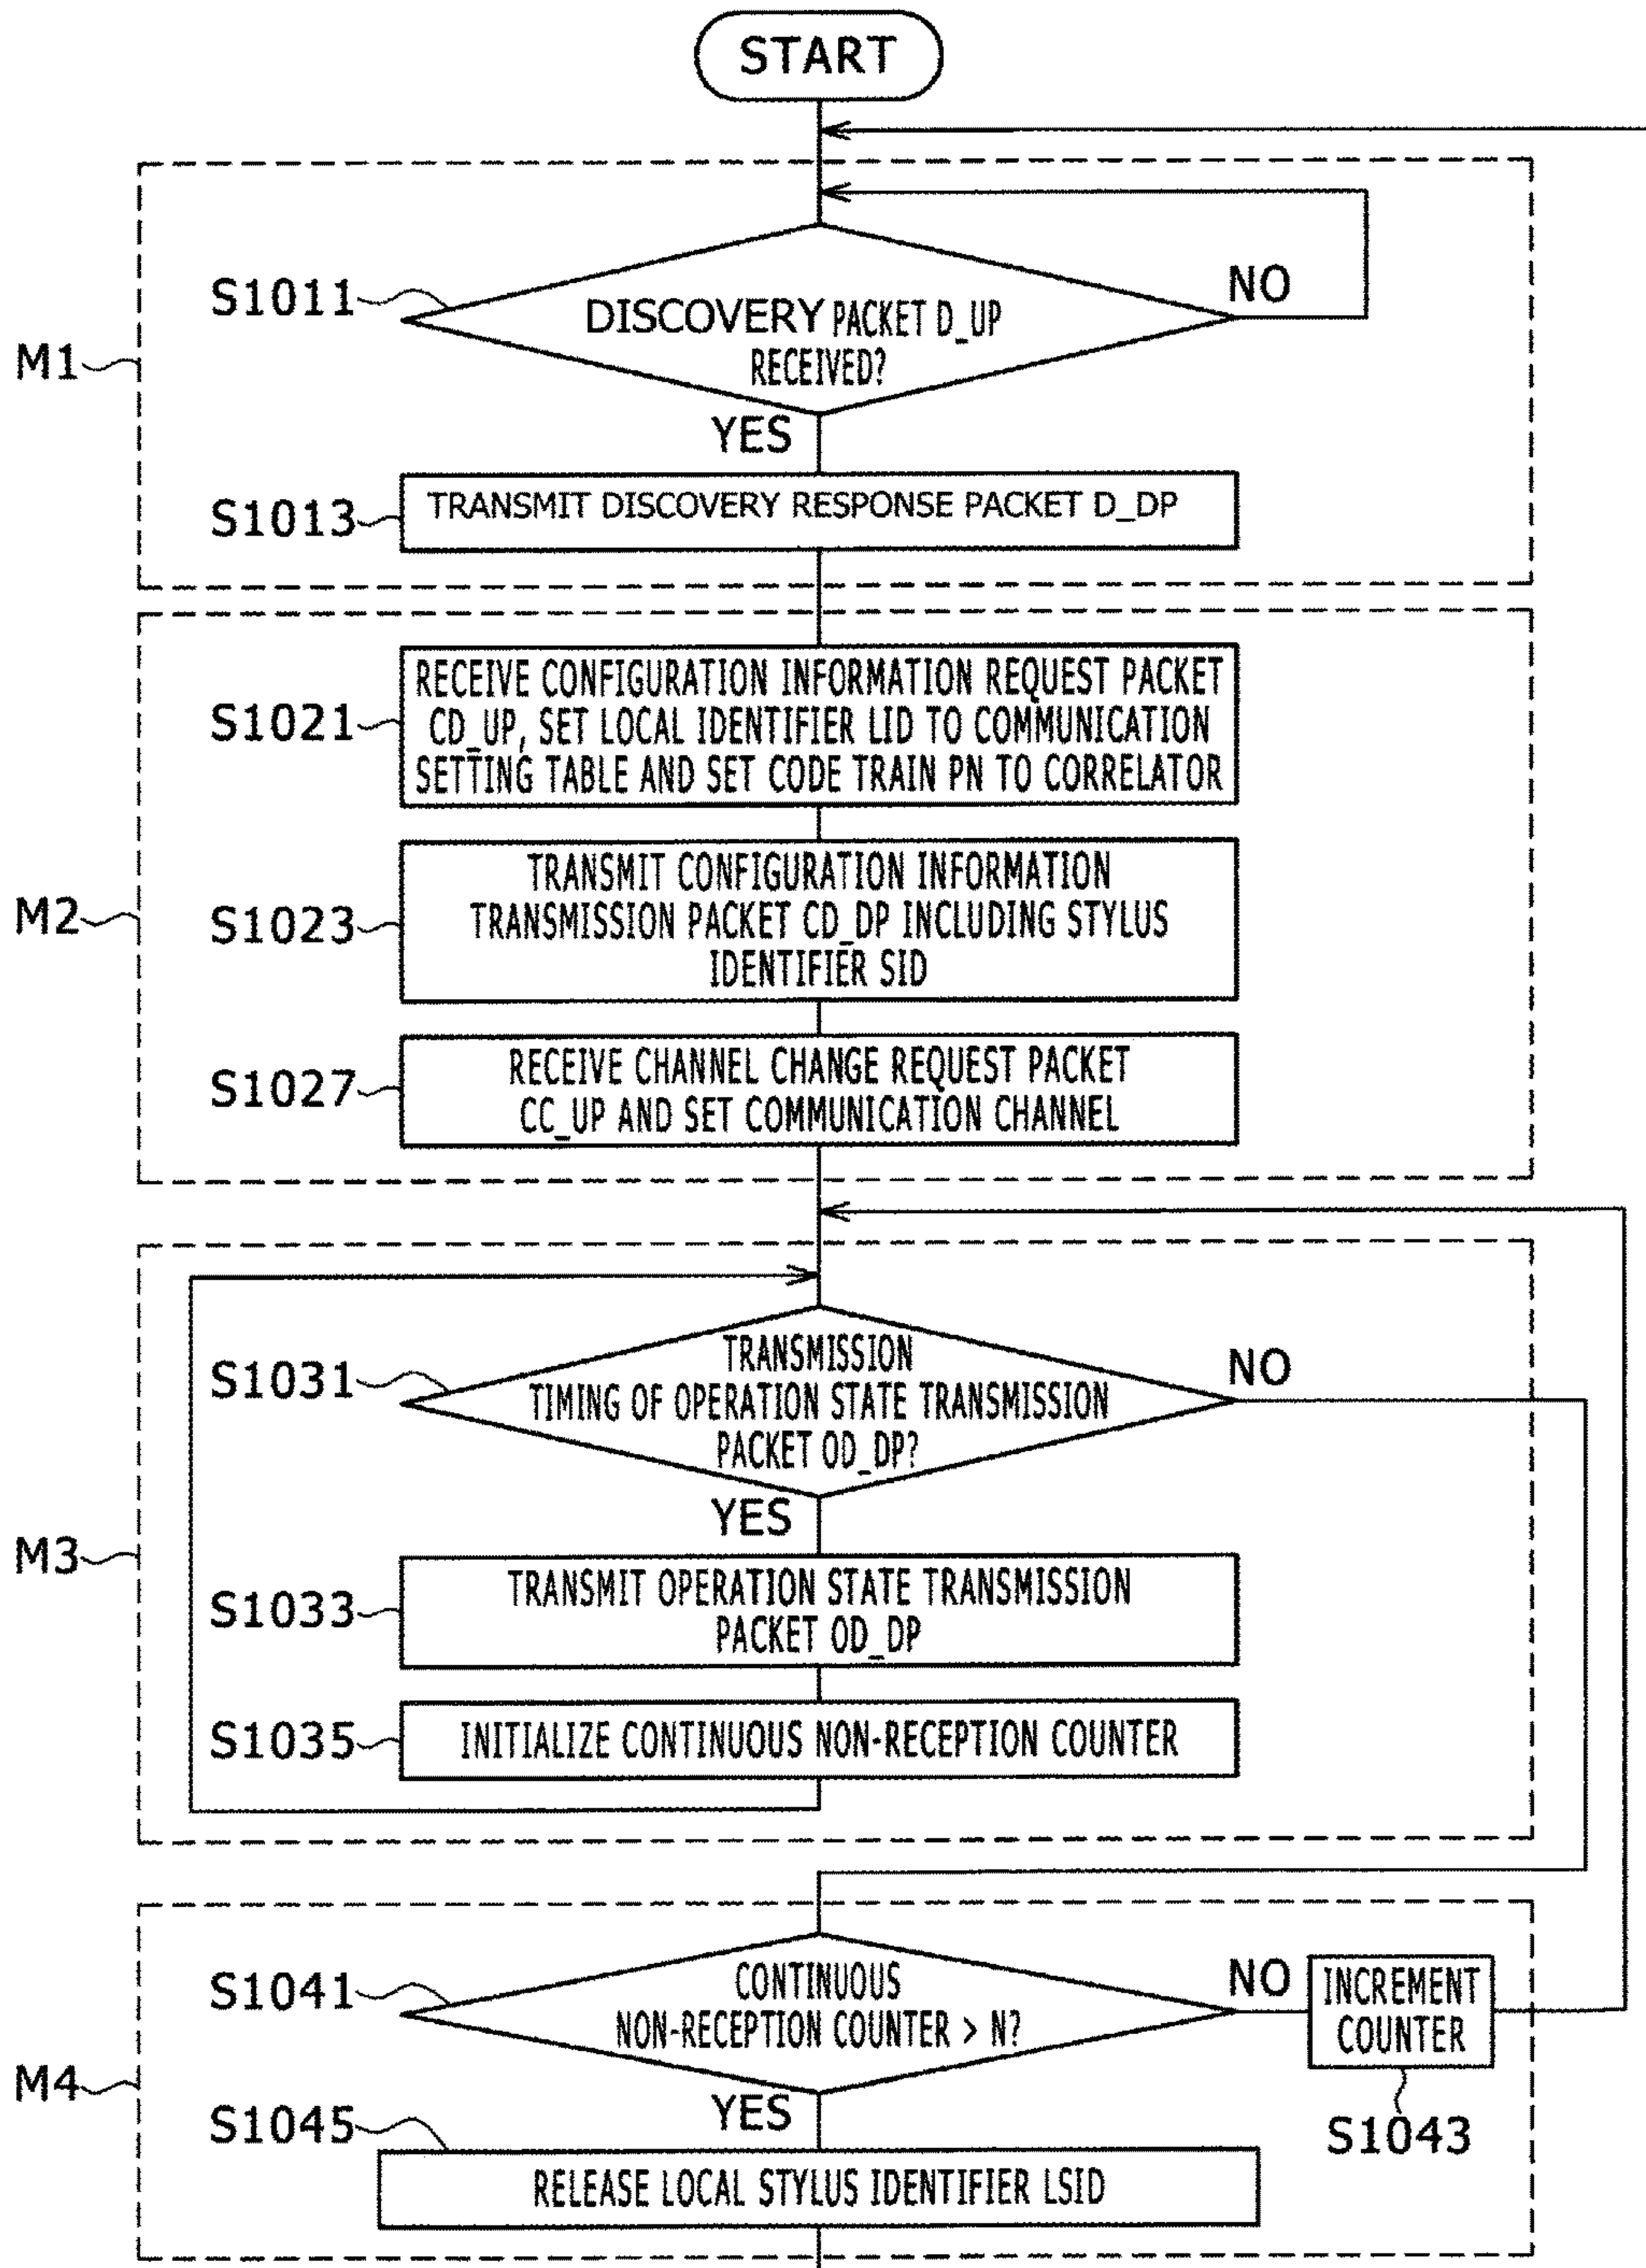 START
S1011
DISCOVERY PACKET D_UP
RECEIVED?
NO
M1
YES
S1013
TRANSMIT DISCOVERY RESPONSE PACKET D_DP
S1021
RECEIVE CONFIGURATION INFORMATION REQUEST PACKET
CD_UP, SET LOCAL IDENTIFIER LID TO COMMUNICATION
SETTING TABLE AND SET CODE TRAIN PN TO CORRELATOR
M2
S1023
TRANSMIT CONFIGURATION INFORMATION
TRANSMISSION PACKET CD_DP INCLUDING STYLUS
IDENTIFIER SID
S1027
RECEIVE CHANNEL CHANGE REQUEST PACKET
CC_UP AND SET COMMUNICATION CHANNEL
S1031
TRANSMISSION
TIMING OF OPERATION STATE TRANSMISSION
PACKET OD_DP?
NO
YES
M3
S1033
TRANSMIT OPERATION STATE TRANSMISSION
PACKET OD_DP
S1035
INITIALIZE CONTINUOUS NON-RECEPTION COUNTER
S1041
CONTINUOUS
NON-RECEPTION COUNTER > N?
NO
INCREMENT
COUNTER
M4
YES
S1043
S1045
RELEASE LOCAL STYLUS IDENTIFIER LSID